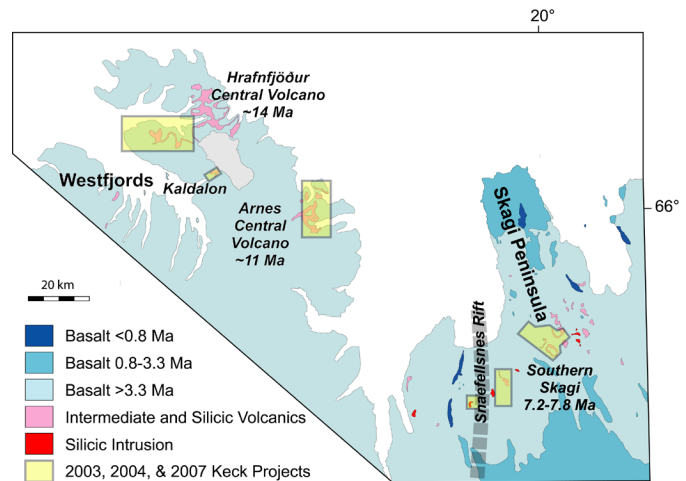 20°
Hrafnfjöður
Central Volcano
~14 Ma
Westfjords
Kaldalon
Arnes
Central
Volcano
~11 Ma
66°
Skagi Peninsula
20 km
Snaefellsnes Rift
Southern
Skagi
7.2-7.8 Ma
Basalt <0.8 Ma
Basalt 0.8-3.3 Ma
Basalt >3.3 Ma
Intermediate and Silicic Volcanics
Silicic Intrusion
2003, 2004, & 2007 Keck Projects